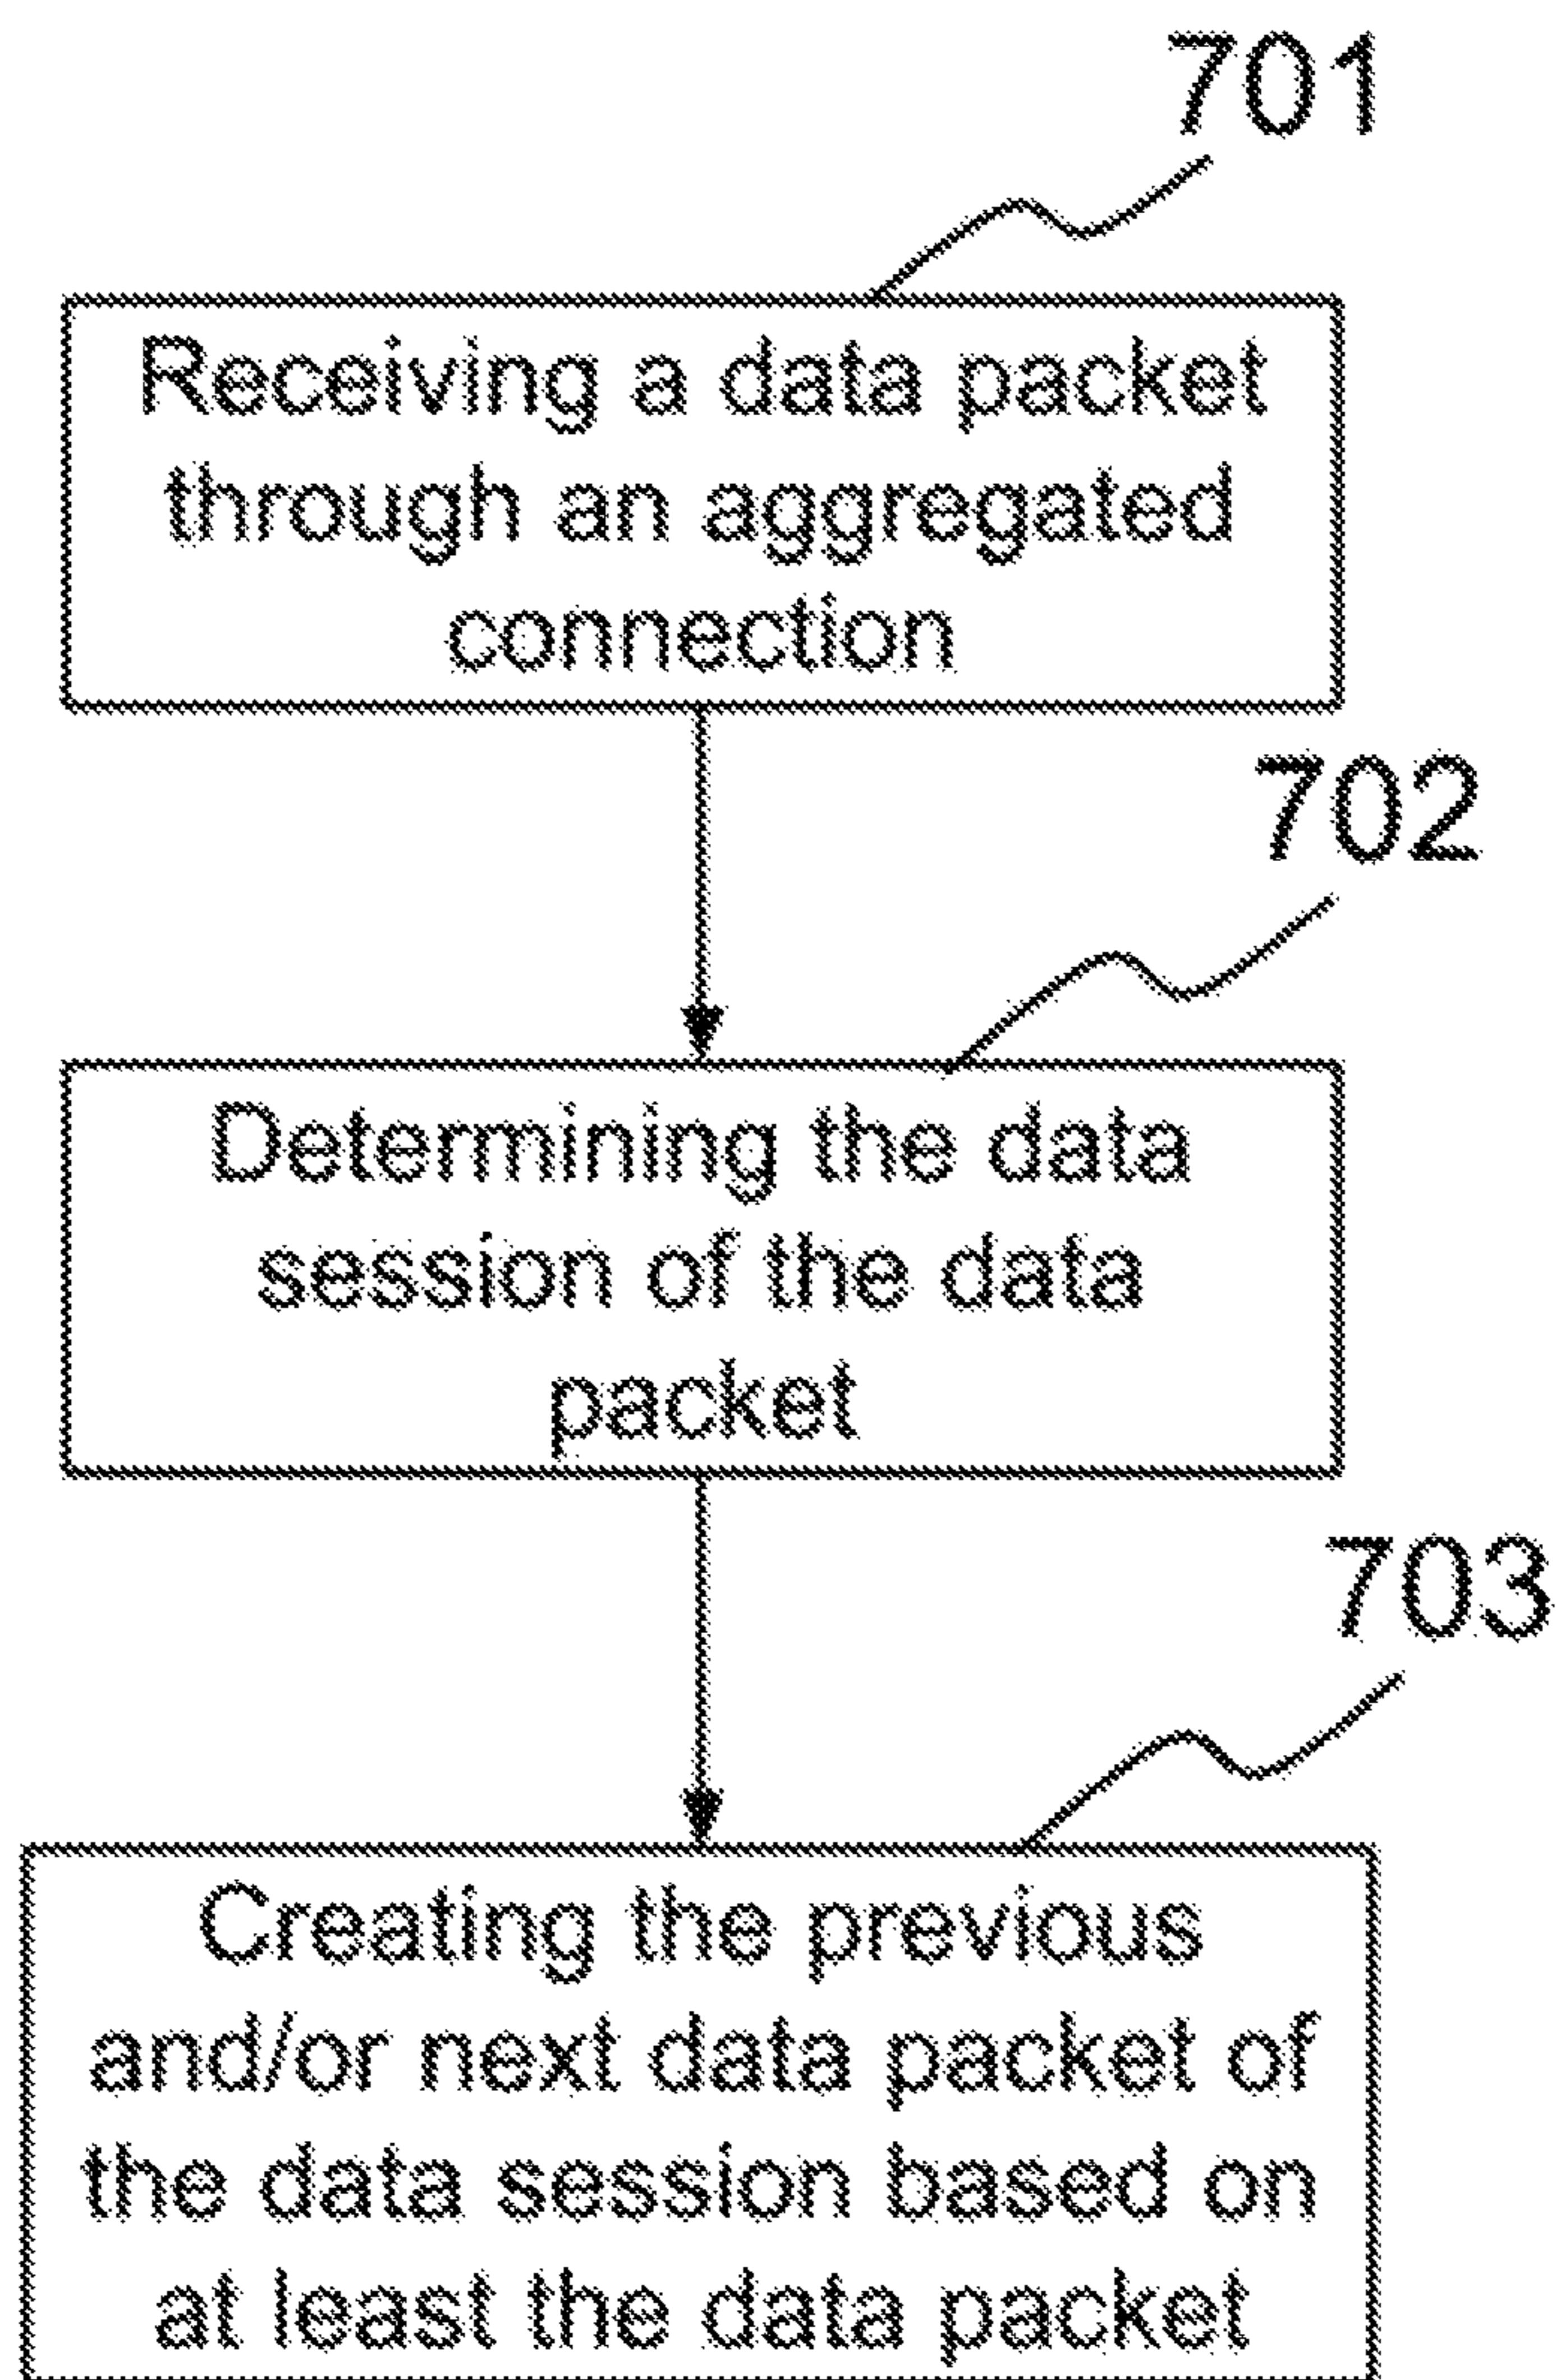 701
Receiving a data packet
through an aggregated
connection
702
Determining the data
session of the data
packet
703
Creating the previous
and/or next data packet of
the data session based on
at least the data packet